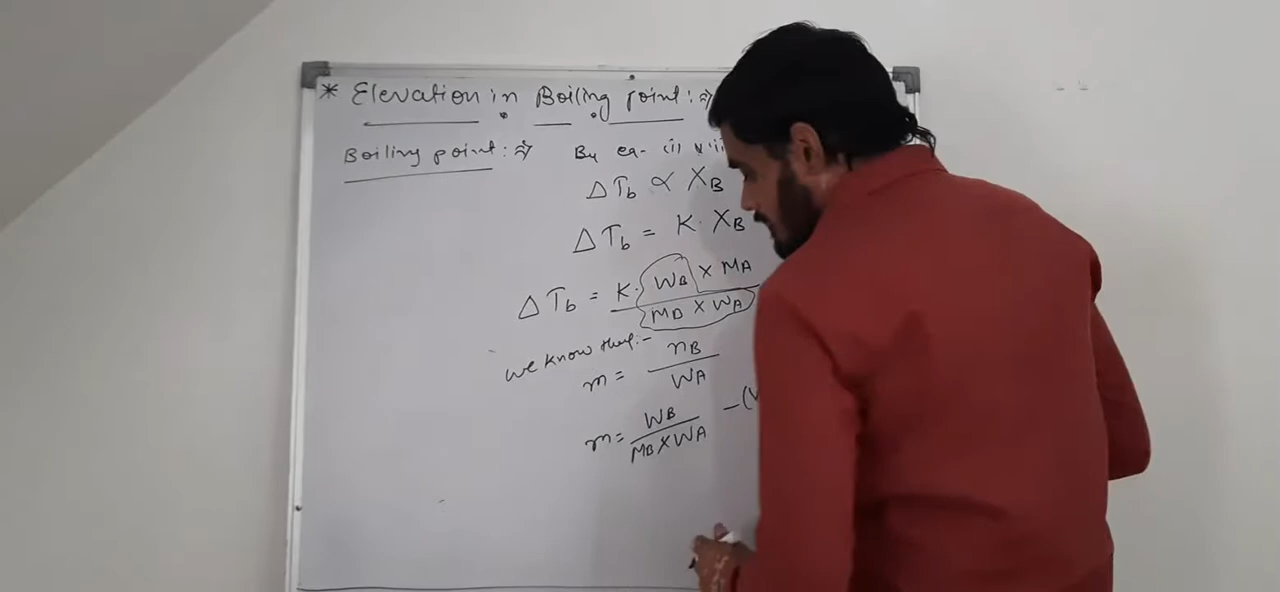 * Elevation in Boiling point :⇒
Boiling point :⇒
By eq- (i)
ΔTb ∝ XB
ΔTb = K. XB
ΔTb = K. WB × MA
MB × WA
we know that:-
m = nB
WA
m = WB
MB × WA